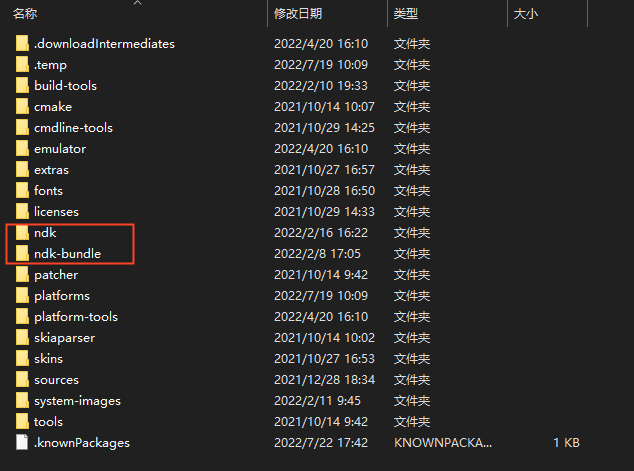 名称 修改日期 类型 大小
.downloadIntermediates 2022/4/20 16:10 文件夹
.temp 2022/7/19 10:09 文件夹
build-tools 2022/2/10 19:33 文件夹
cmake 2021/10/14 10:07 文件夹
cmdline-tools 2021/10/29 14:25 文件夹
emulator 2022/4/20 16:10 文件夹
extras 2021/10/27 16:57 文件夹
fonts 2021/10/28 16:50 文件夹
licenses 2021/10/29 14:33 文件夹
ndk 2022/2/16 16:22 文件夹
ndk-bundle 2022/2/8 17:05 文件夹
patcher 2021/10/14 9:42 文件夹
platforms 2022/7/19 10:09 文件夹
platform-tools 2022/4/20 16:10 文件夹
skiaparser 2021/10/14 10:02 文件夹
skins 2021/10/27 16:53 文件夹
sources 2021/12/28 18:34 文件夹
system-images 2022/2/11 9:45 文件夹
tools 2021/10/14 9:42 文件夹
.knownPackages 2022/7/22 17:42 KNOWNPACKA... 1 KB